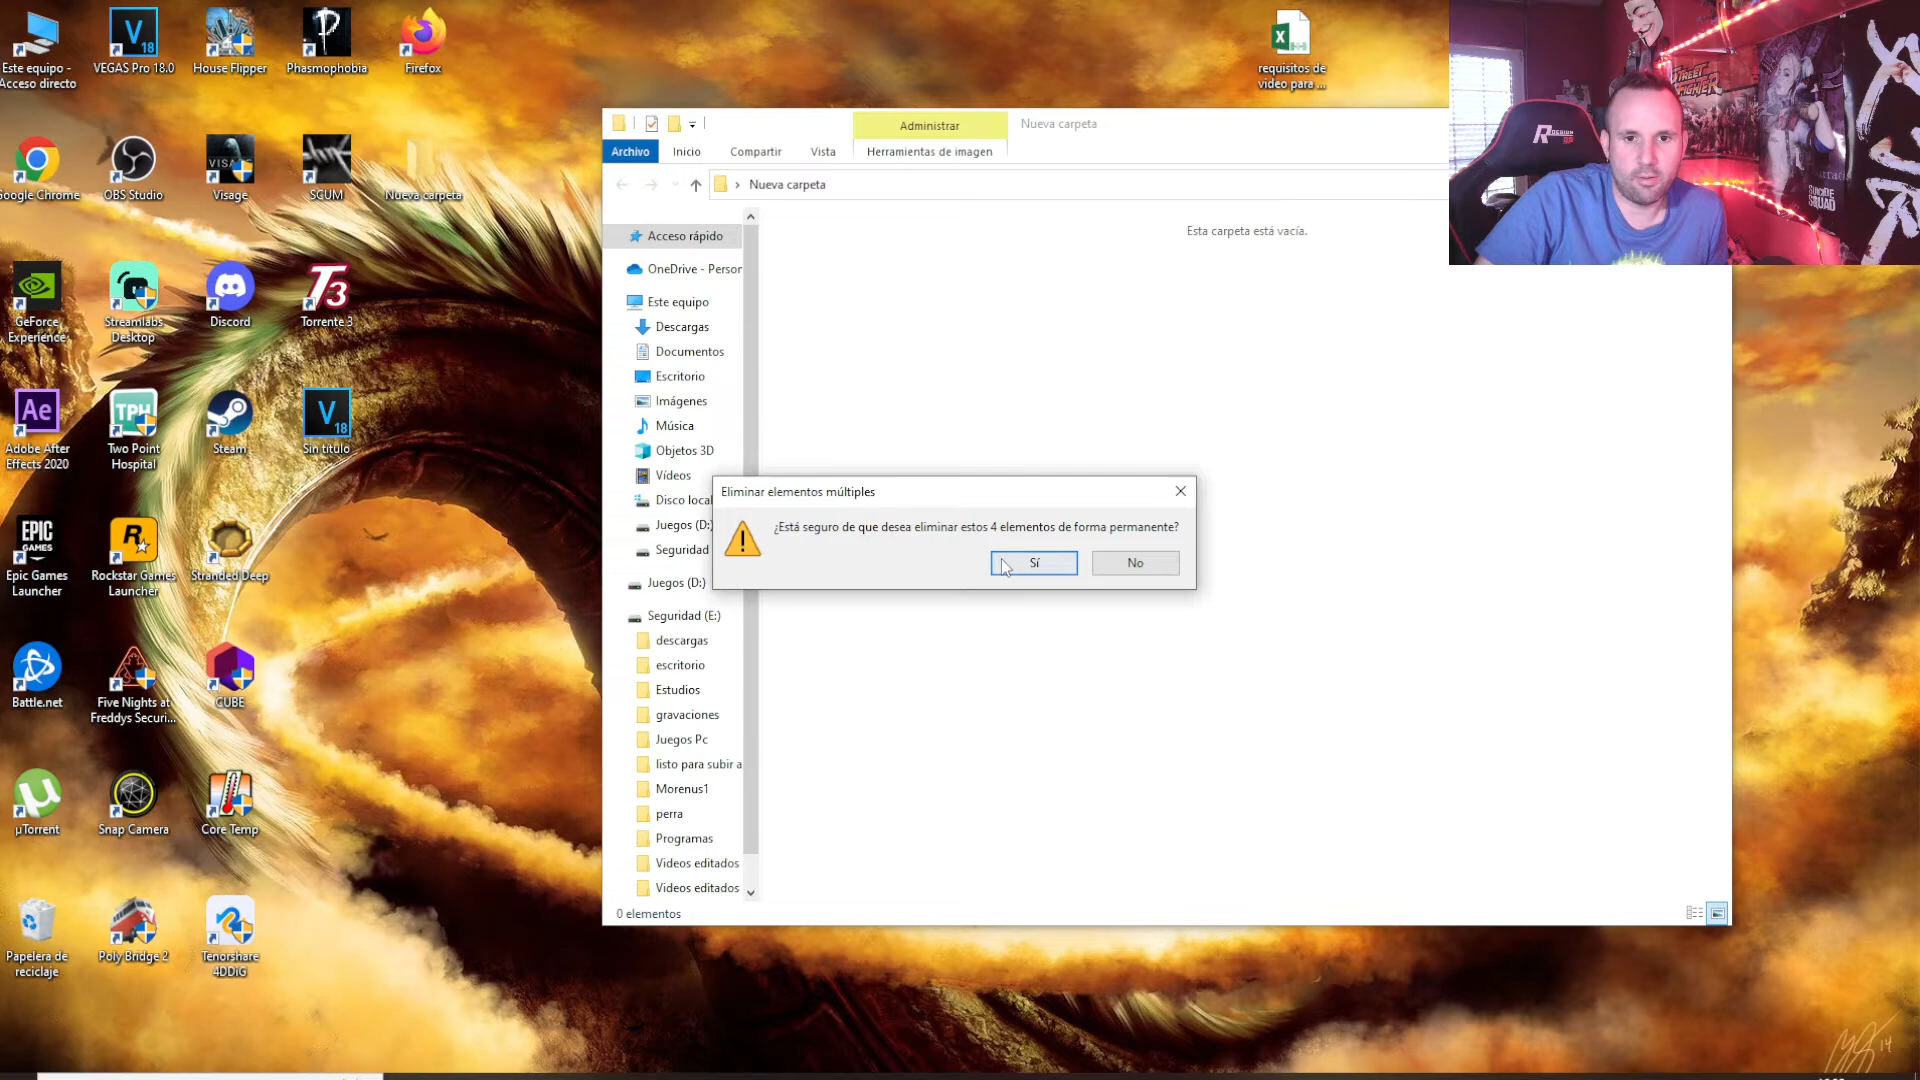 Este equipo -
Acceso directo
VEGAS Pro 18.0
House Flipper
Phasmophobia
Firefox
requisitos de
video para ...
Google Chrome
OBS Studio
Visage
SCUM
Nueva carpeta
GeForce
Experience
Streamlabs
Desktop
Discord
Torrente 3
Adobe After
Effects 2020
Two Point
Hospital
Steam
Sin título
Epic Games
Launcher
Rockstar Games
Launcher
Stranded Deep
Battle.net
Five Nights at
Freddys Securi...
CUBE
µTorrent
Snap Camera
Core Temp
Papelera de
reciclaje
Poly Bridge 2
Tenorshare
4DDiG
Administrar
Nueva carpeta
Archivo
Inicio
Compartir
Vista
Herramientas de imagen
Nueva carpeta
Esta carpeta está vacía.
Acceso rápido
OneDrive - Person
Este equipo
Descargas
Documentos
Escritorio
Imágenes
Música
Objetos 3D
Vídeos
Disco local
Juegos (D:)
Seguridad
Juegos (D:)
Seguridad (E:)
descargas
escritorio
Estudios
gravaciones
Juegos Pc
listo para subir a
Morenus1
perra
Programas
Videos editados
Videos editados
0 elementos
Eliminar elementos múltiples
¿Está seguro de que desea eliminar estos 4 elementos de forma permanente?
Sí
No
STREET
FIGHTER
SUICIDE
SQUAD
R DESIGN